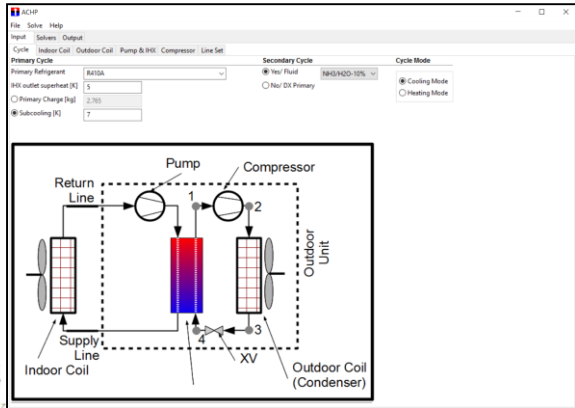 ACHP
File Solve Help
Input Solvers Output
Cycle Indoor Coil Outdoor Coil Pump & IHX Compressor Line Set
Primary Cycle Secondary Cycle Cycle Mode
Primary Refrigerant R410A Yes/ Fluid NH3/H2O-10%
IHX outlet superheat [K] 5 No/ DX Primary Cooling Mode
Primary Charge [kg] 2.765 Heating Mode
Subcooling [K] 7
Pump
Compressor
Return
Line
1
2
Outdoor
Unit
Supply
Line
4
3
XV
Indoor Coil
Outdoor Coil
(Condenser)